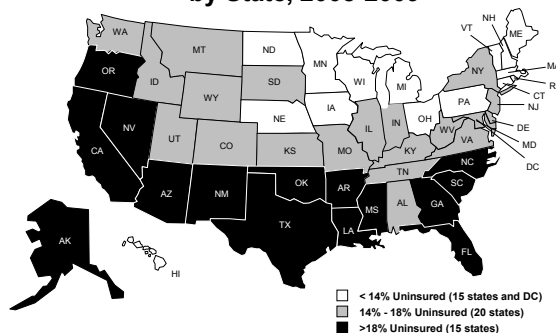 by State,
WA
MT
ND
MN
VT
NH
ME
OR
ID
WY
SD
WI
MI
NY
MA
R
CT
NJ
NV
UT
CO
NE
IA
IL
IN
OH
PA
WV
VA
DE
MD
DC
CA
KS
MO
KY
AZ
NM
OK
AR
TN
NC
SC
TX
LA
MS
AL
GA
FL
AK
HI
< 14% Uninsured (15 states and DC)
14% - 18% Uninsured (20 states)
>18% Uninsured (15 states)